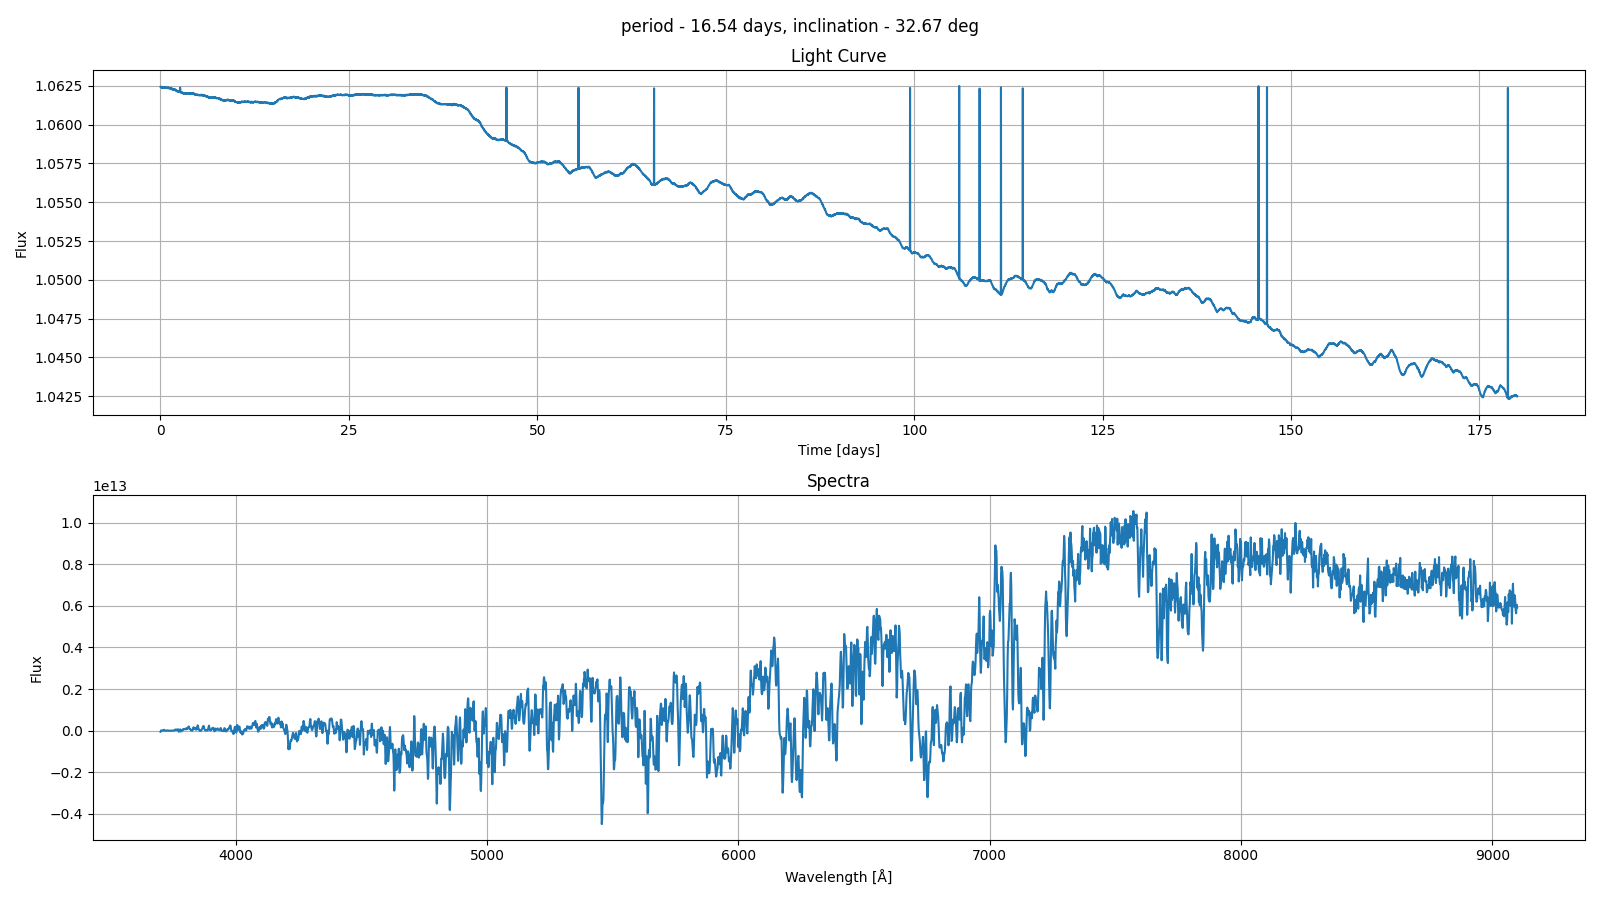 period - 16.54 days, inclination - 32.67 deg
Light Curve
1.0625
1.0600
1.0575
1.0550
1.0525
1.0500
1.0475
1.0450
1.0425
Flux
0 25 50 75 100 125 150 175
Time [days]
Spectra
1e13
1.0
0.8
0.6
0.4
0.2
0.0
−0.2
−0.4
Flux
4000 5000 6000 7000 8000 9000
Wavelength [Å]